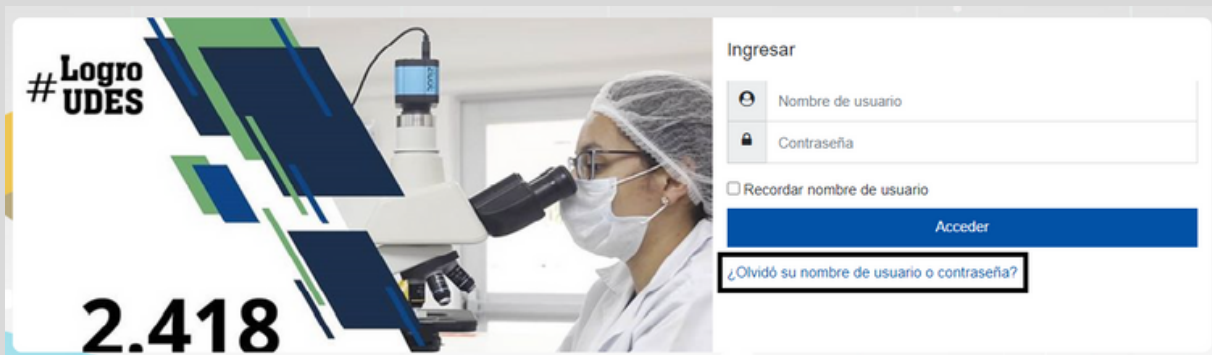 #Logro
UDES
2.418
Ingresar
Nombre de usuario
Contraseña
Recordar nombre de usuario
Acceder
¿Olvidó su nombre de usuario o contraseña?